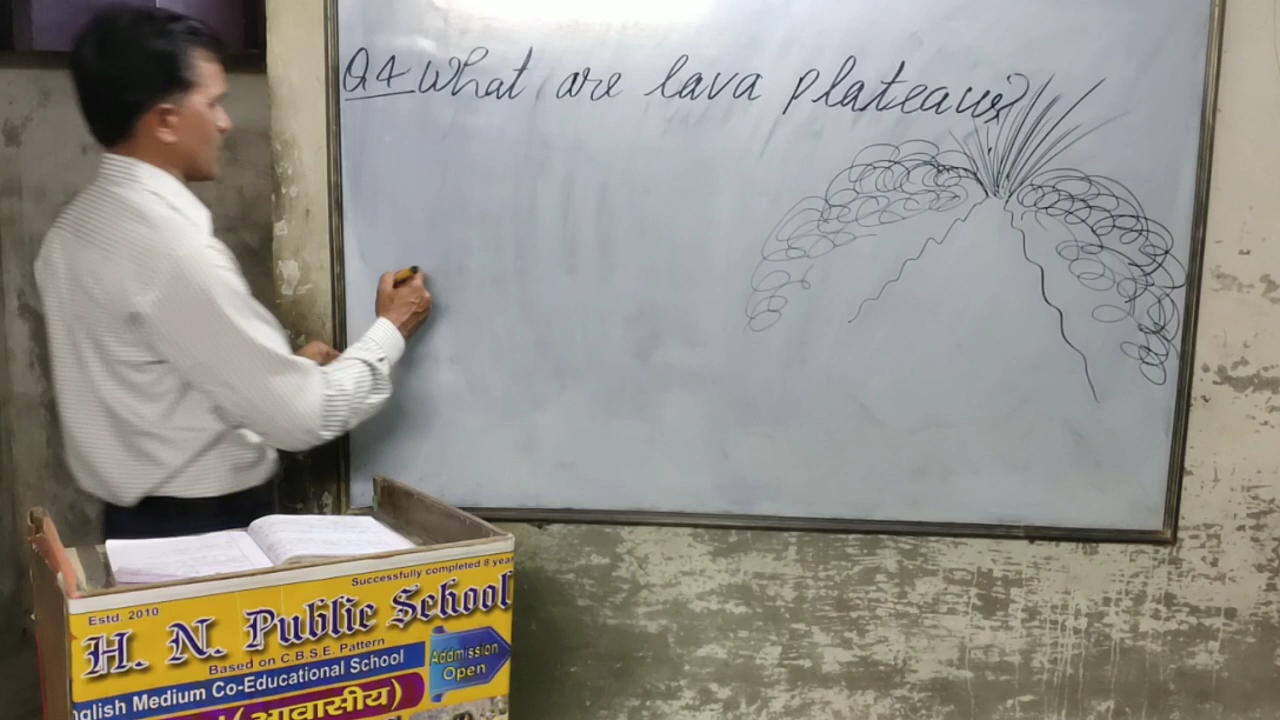 Q4 What are lava plateaus?
Successfully completed 8 year
Estd. 2010
H. N. Public School
Based on C.B.S.E. Pattern
nglish Medium Co-Educational School
Addmission
Open
(आवासीय)